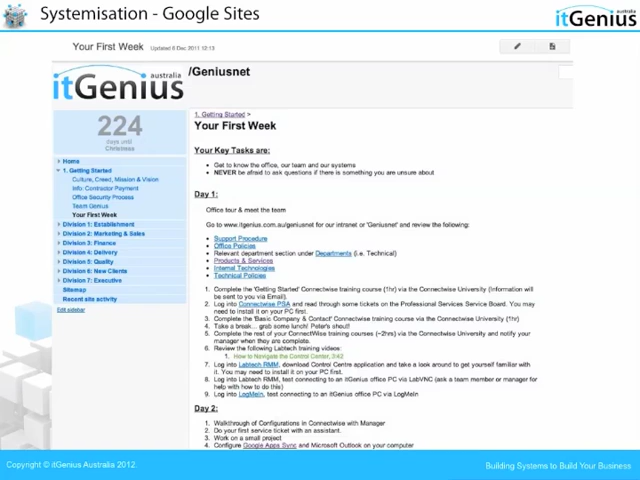 Systemisation - Google Sites
itGenius
australia
Your First Week Updated 6 Dec 2011 12:13
itGenius
australia
/Geniusnet
224
days until
Christmas
Home
1. Getting Started
Culture, Creed, Mission & Vision
Info: Contractor Payment
Office Security Process
Team Genius
Your First Week
Division 1: Establishment
Division 2: Marketing & Sales
Division 3: Finance
Division 4: Delivery
Division 5: Quality
Division 6: New Clients
Division 7: Executive
Sitemap
Recent site activity
Edit sidebar
1. Getting Started >
Your First Week
Your Key Tasks are:
Get to know the office, our team and our systems
NEVER be afraid to ask questions if there is something you are unsure about
Day 1:
Office tour & meet the team
Go to www.itgenius.com.au/geniusnet for our intranet or 'Geniusnet' and review the following:
Support Procedure
Office Policies
Relevant department section under Departments (i.e. Technical)
Products & Services
Internal Technologies
Technical Policies
1. Complete the 'Getting Started' Connectwise training course (1hr) via the Connectwise University (Information will
be sent to you via Email).
2. Log into Connectwise PSA and read through some tickets on the Professional Services Service Board. You may
need to install it on your PC first.
3. Complete the 'Basic Company & Contact' Connectwise training course via the Connectwise University (1hr)
4. Take a break... grab some lunch! Peter's shout!
5. Complete the rest of your ConnectWise training courses (~2hrs) via the Connectwise University and notify your
manager when they are complete.
6. Review the following Labtech training videos:
1. How to Navigate the Control Center, 3:42
7. Log into Labtech RMM, download Control Centre application and take a look around to get yourself familiar with
it. You may need to install it on your PC first.
8. Log into Labtech RMM, test connecting to an itGenius office PC via LabVNC (ask a team member or manager for
help with how to do this)
9. Log into LogMeIn, test connecting to an itGenius office PC via LogMeIn
Day 2:
1. Walkthrough of Configurations in Connectwise with Manager
2. Do your first service ticket with an assistant.
3. Work on a small project
4. Configure Google Apps Sync and Microsoft Outlook on your computer
Copyright © itGenius Australia 2012.
Building Systems to Build Your Business